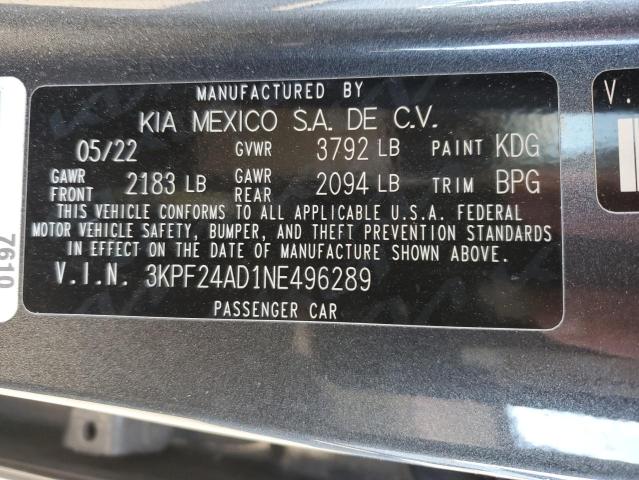 MANUFACTURED BY
KIA MEXICO S.A. DE C.V.
05/22 GVWR 3792 LB PAINT KDG
GAWR FRONT 2183 LB GAWR REAR 2094 LB TRIM BPG
THIS VEHICLE CONFORMS TO ALL APPLICABLE U.S.A. FEDERAL
MOTOR VEHICLE SAFETY, BUMPER, AND THEFT PREVENTION STANDARDS
IN EFFECT ON THE DATE OF MANUFACTURE SHOWN ABOVE.
V.I.N. 3KPF24AD1NE496289
PASSENGER CAR
7610
V.